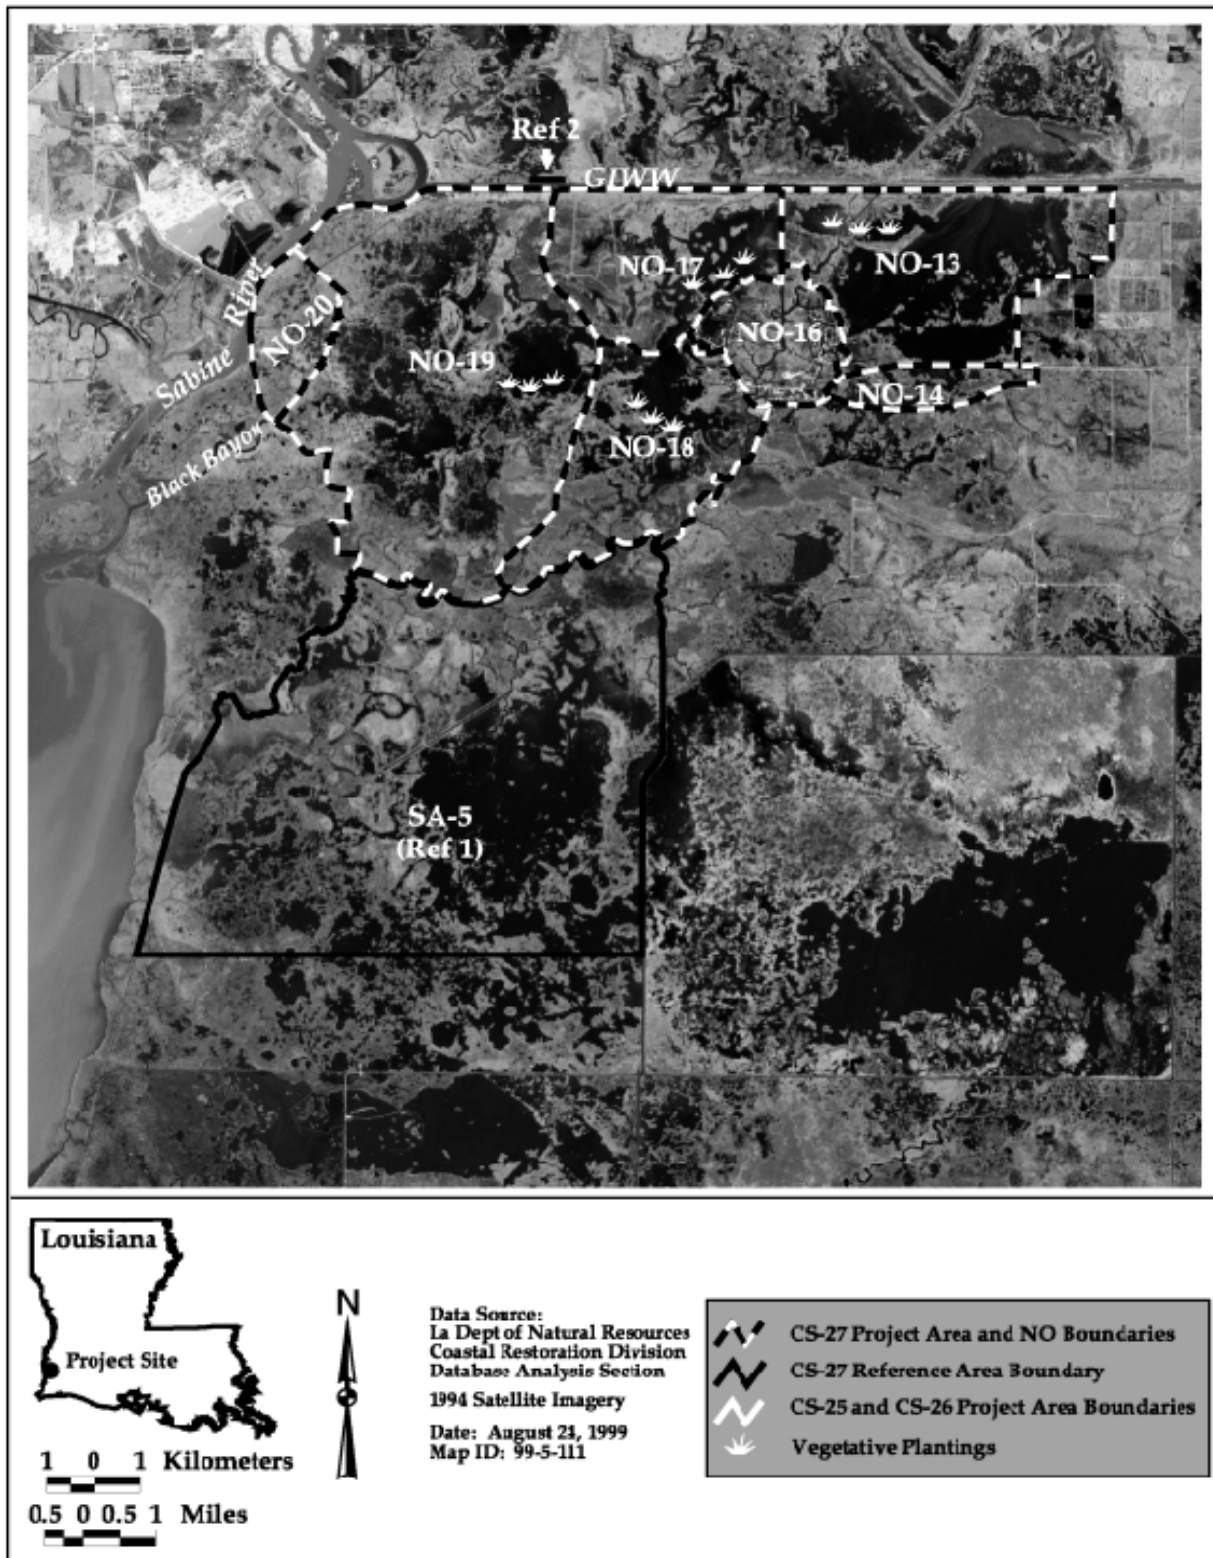 Ref 2
GIWW
NO-17
NO-13
NO-20
Sabine River
NO-16
NO-19
NO-14
NO-18
Black Bayou
SA-5
(Ref 1)
Louisiana
Project Site
N
Data Source:
La Dept of Natural Resources
Coastal Restoration Division
Database Analysis Section
1994 Satellite Imagery
Date: August 23, 1999
Map ID: 99-5-111
CS-27 Project Area and NO Boundaries
CS-27 Reference Area Boundary
CS-25 and CS-26 Project Area Boundaries
Vegetative Plantings
1 0 1 Kilometers
0.5 0 0.5 1 Miles